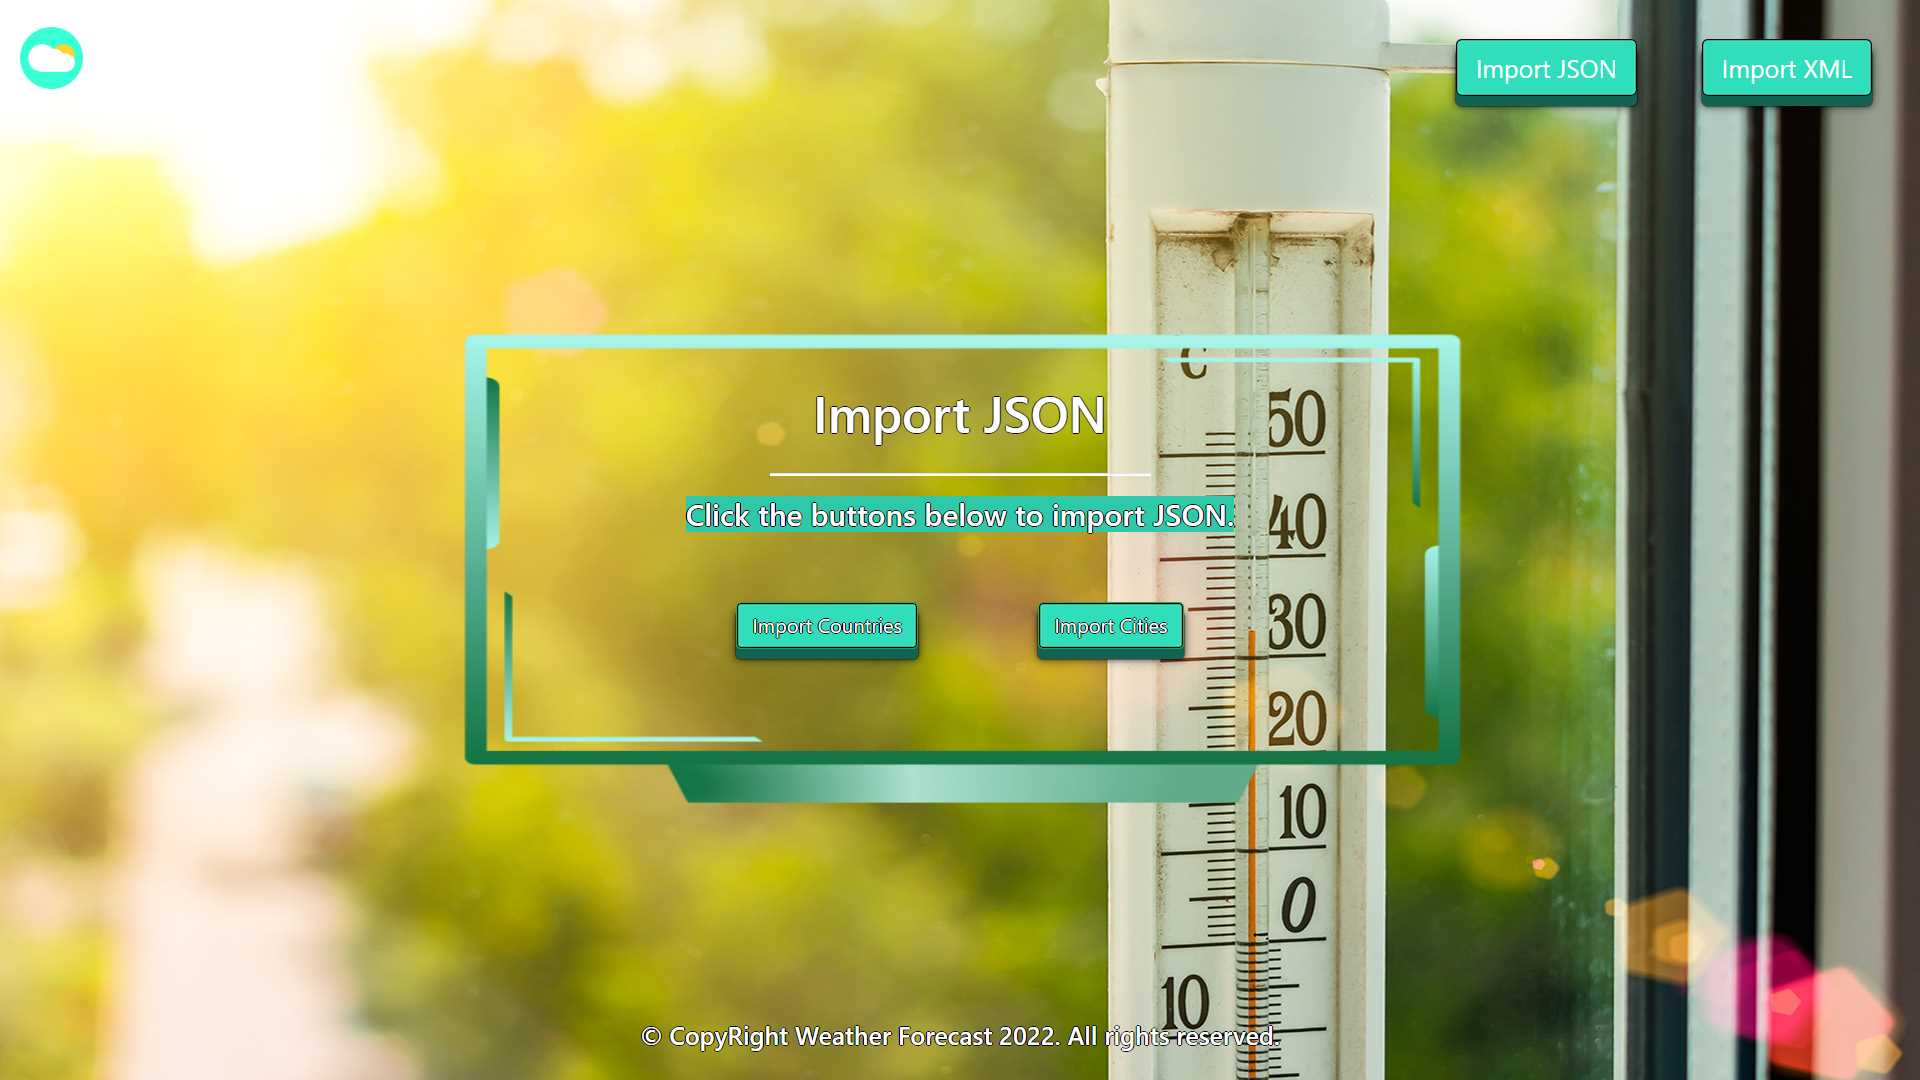 Import JSON
Import XML
Import JSON
Click the buttons below to import JSON.
Import Countries
Import Cities
C
50
40
30
20
10
0
10
© CopyRight Weather Forecast 2022. All rights reserved.